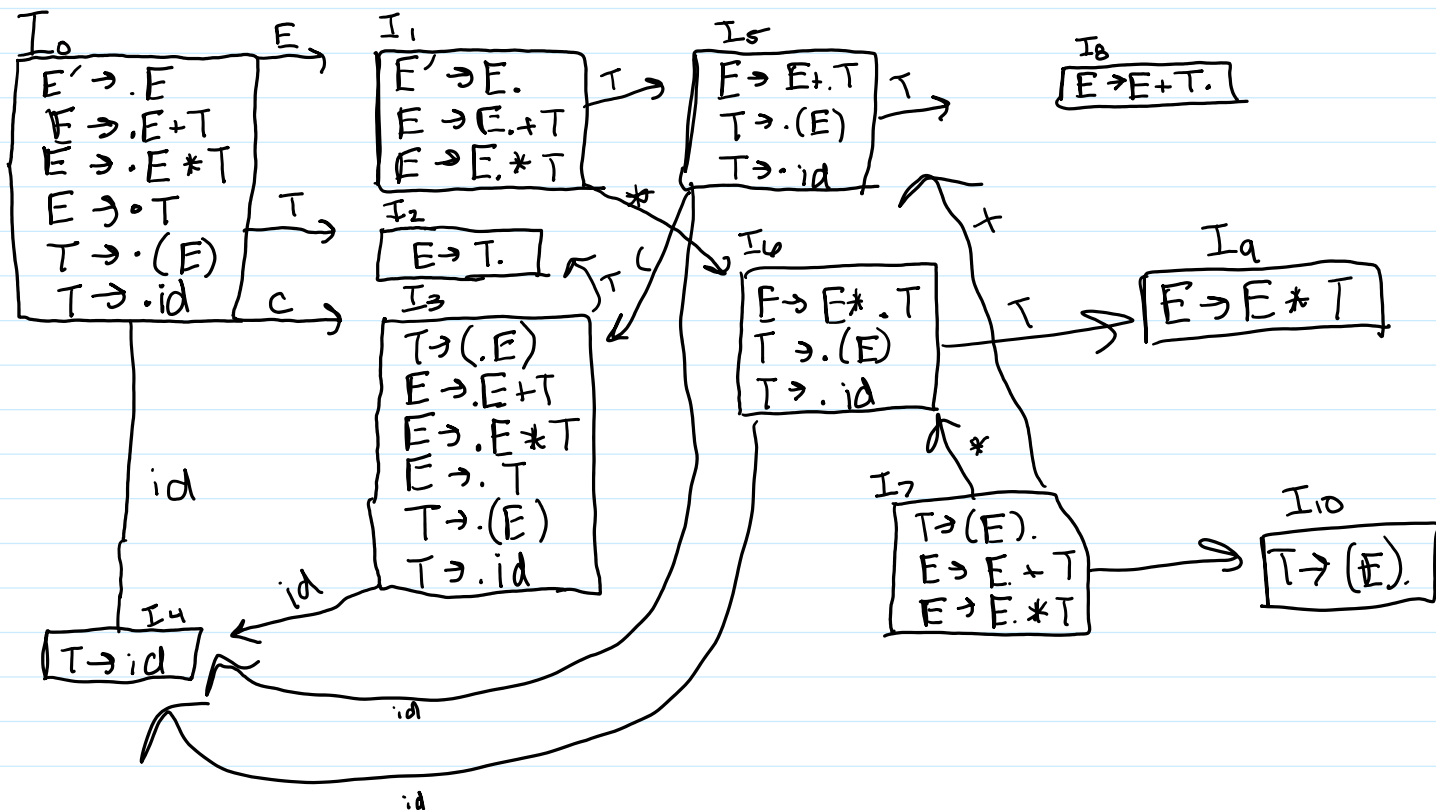 I0
E' → .E
E → .E+T
E → .E * T
E → .T
T → .(E)
T → .id
E
T
C
id
I1
E' → E.
E → E.+T
E → E.* T
T
*
I2
E → T.
T
I3
T → (.E)
E → .E+T
E → .E * T
E → .T
T → .(E)
T → .id
id
I4
T → id
id
id
I5
E → E+.T
T → .(E)
T → .id
T
C
I6
E → E*.T
T → .(E)
T → .id
T
I7
T → (E).
E → E.+T
E → E.*T
*
+
I8
E → E+T.
I9
E → E * T
I10
T → (E).